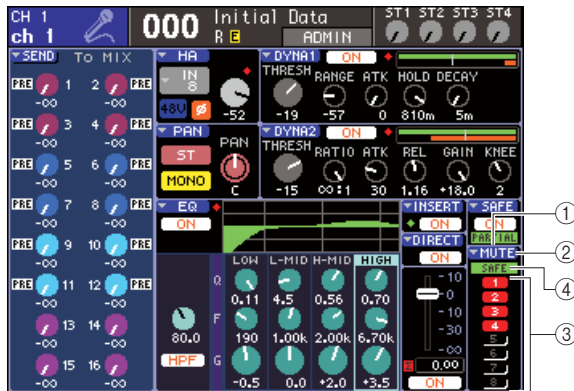 CH 1
ch 1
000
Initial Data
R E
ADMIN
ST1 ST2 ST3 ST4
SEND TO MIX
PRE 1 2 PRE
-∞ -∞
PRE 3 4 PRE
-∞ -∞
PRE 5 6 PRE
-∞ -∞
PRE 7 8 PRE
-∞ -∞
PRE 9 10 PRE
-∞ -∞
PRE 11 12 PRE
-∞ -∞
13 14
-∞ -∞
15 16
-∞ -∞
HA
IN
8
48V Ø
-52
PAN
ST
MONO
PAN
C
DYNA1 ON
THRESH RANGE ATK HOLD DECAY
-19 -57 0 810m 5m
DYNA2 ON
THRESH RATIO ATK REL GAIN KNEE
-15 ∞:1 30 1.16 +18.0 2
EQ
ON
LOW L-MID H-MID HIGH
Q 0.11 4.5 0.56 0.70
F 190 1.00k 2.00k 6.70k
G -0.5 0.0 +2.0 +3.5
80.0
HPF
INSERT
ON
DIRECT
ON
-10
-0
-10
-30
-∞
0.00
ON
SAFE
ON
PARTIAL
MUTE
SAFE
1
2
3
4
5
6
7
8
①
②
④
③